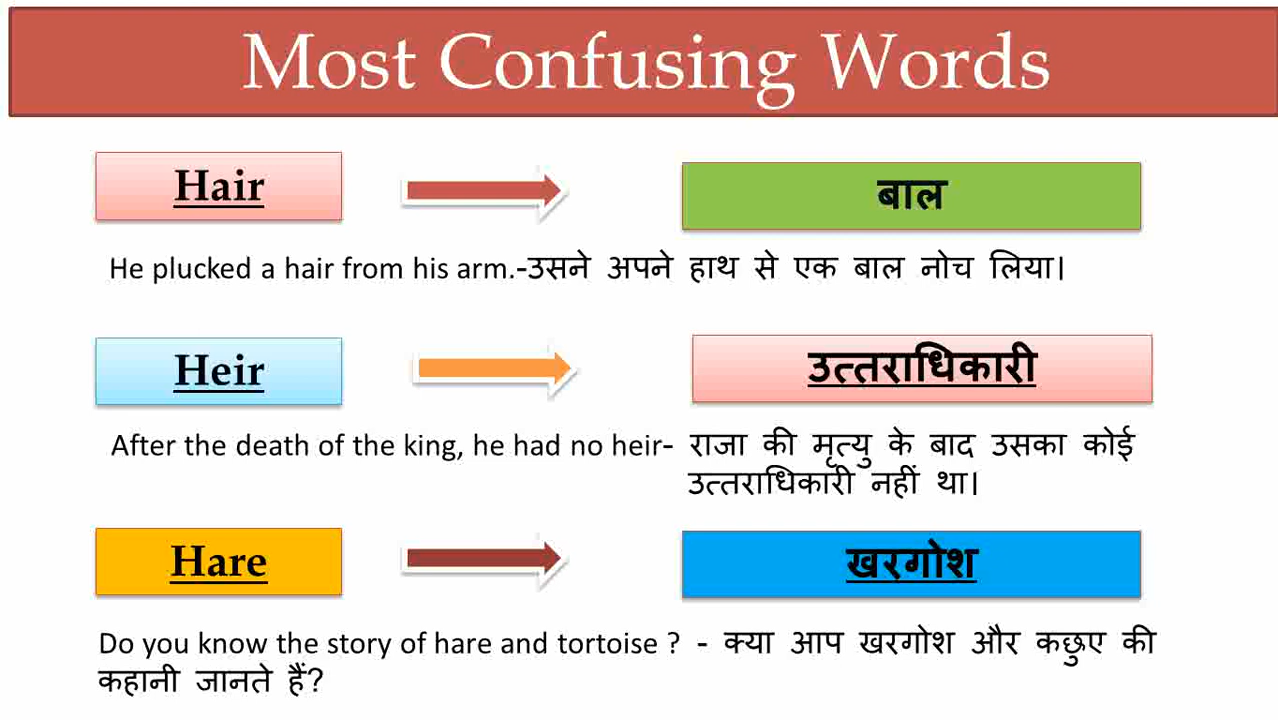 Most Confusing Words
Hair
बाल
He plucked a hair from his arm.-उसने अपने हाथ से एक बाल नोच लिया।
Heir
उत्तराधिकारी
After the death of the king, he had no heir- राजा की मृत्यु के बाद उसका कोई
उत्तराधिकारी नहीं था।
Hare
खरगोश
Do you know the story of hare and tortoise ? - क्या आप खरगोश और कछुए की
कहानी जानते हैं?